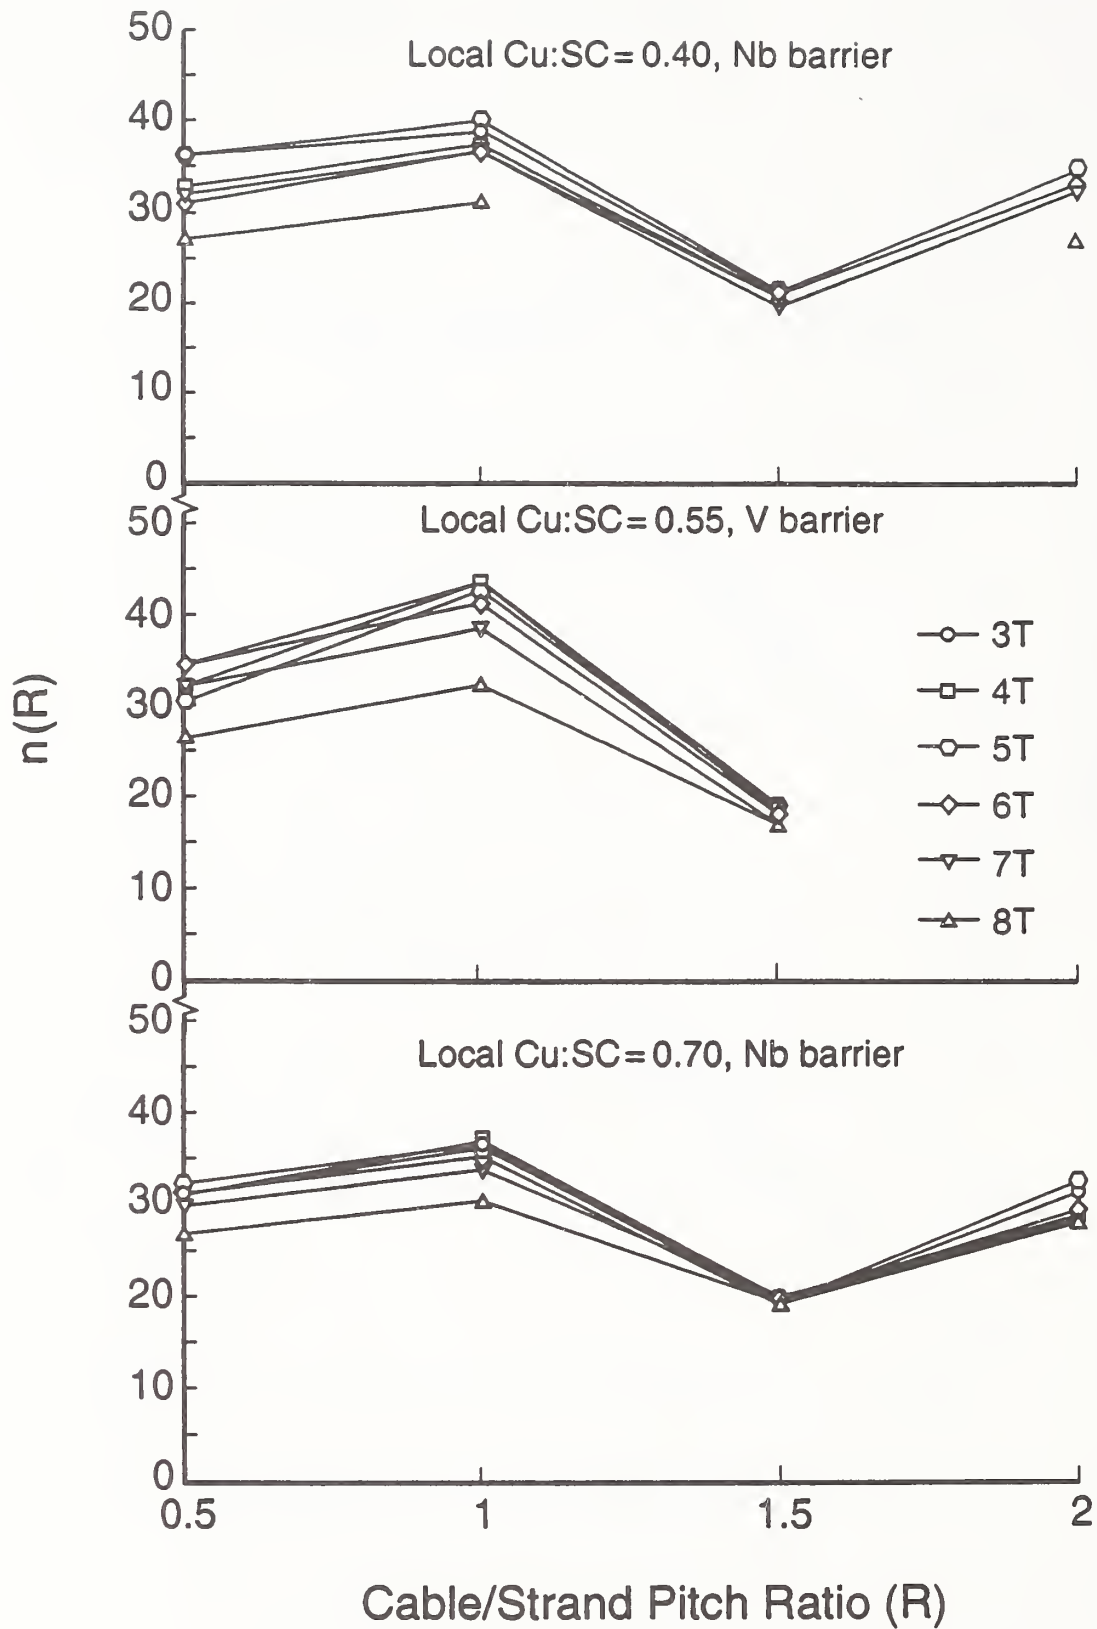 50
Local Cu:SC= 0.40, Nb barrier
40
30
20
10
0
50
Local Cu:SC= 0.55, V barrier
40
30
20
10
0
3T
4T
5T
6T
7T
8T
n(R)
50
Local Cu:SC= 0.70, Nb barrier
40
30
20
10
0
0.5 1 1.5 2
Cable/Strand Pitch Ratio (R)